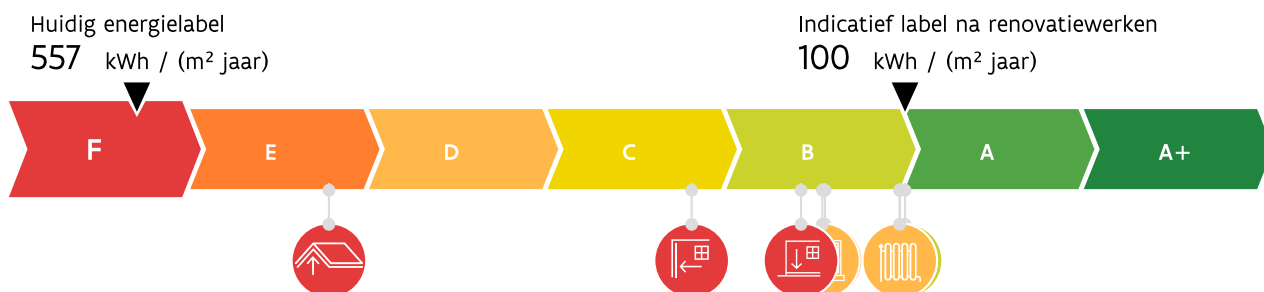 Huidig energielabel
557 kWh / (m² jaar)
Indicatief label na renovatiewerken
100 kWh / (m² jaar)
F E D C B A A+